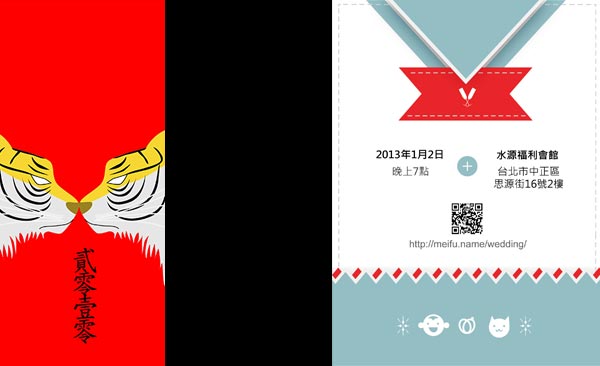 貳零壹零
2013年1月2日
晚上7點
水源福利會館
台北市中正區
思源街16號2樓
http://meifu.name/wedding/